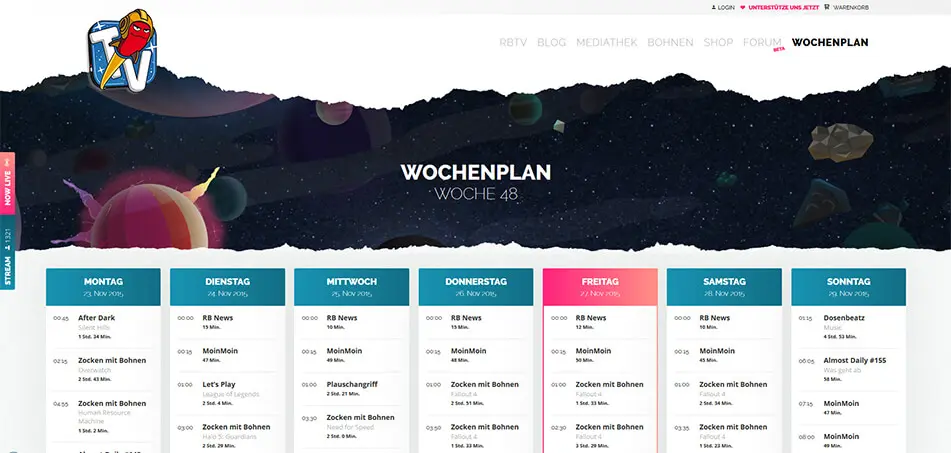 LOGIN
UNTERSTÜTZE UNS JETZT
WARENKORB
TV
RBTV
BLOG
MEDIATHEK
BOHNEN
SHOP
FORUM
BETA
WOCHENPLAN
WOCHENPLAN
WOCHE 48
NOW LIVE
STREAM 1321
MONTAG
23. Nov 2015
00:45 After Dark
Silent Hills
1 Std. 34 Min.
02:15 Zocken mit Bohnen
Overwatch
2 Std. 43 Min.
04:55 Zocken mit Bohnen
Human Resource
Machine
1 Std. 2 Min.
DIENSTAG
24. Nov 2015
00:00 RB News
15 Min.
00:15 MoinMoin
47 Min.
01:00 Let's Play
League of Legends
2 Std. 4 Min.
03:00 Zocken mit Bohnen
Halo 5: Guardians
2 Std. 29 Min.
MITTWOCH
25. Nov 2015
00:00 RB News
10 Min.
00:15 MoinMoin
49 Min.
01:00 Plauschangriff
2 Std. 21 Min.
03:30 Zocken mit Bohnen
Need for Speed
2 Std. 0 Min.
DONNERSTAG
26. Nov 2015
00:00 RB News
15 Min.
00:15 MoinMoin
48 Min.
01:00 Zocken mit Bohnen
Fallout 4
2 Std. 51 Min.
03:50 Zocken mit Bohnen
Fallout 4
1 Std. 33 Min.
FREITAG
27. Nov 2015
00:00 RB News
12 Min.
00:15 MoinMoin
50 Min.
01:00 Zocken mit Bohnen
Fallout 4
1 Std. 33 Min.
02:30 Zocken mit Bohnen
Fallout 4
3 Std. 29 Min.
SAMSTAG
28. Nov 2015
00:00 RB News
10 Min.
00:15 MoinMoin
45 Min.
01:00 Zocken mit Bohnen
Fallout 4
2 Std. 34 Min.
03:35 Zocken mit Bohnen
Fallout 4
1 Std. 23 Min.
SONNTAG
29. Nov 2015
01:15 Dosenbeatz
Music
4 Std. 53 Min.
06:05 Almost Daily #155
Was geht ab
58 Min.
07:15 MoinMoin
47 Min.
08:00 MoinMoin
49 Min.